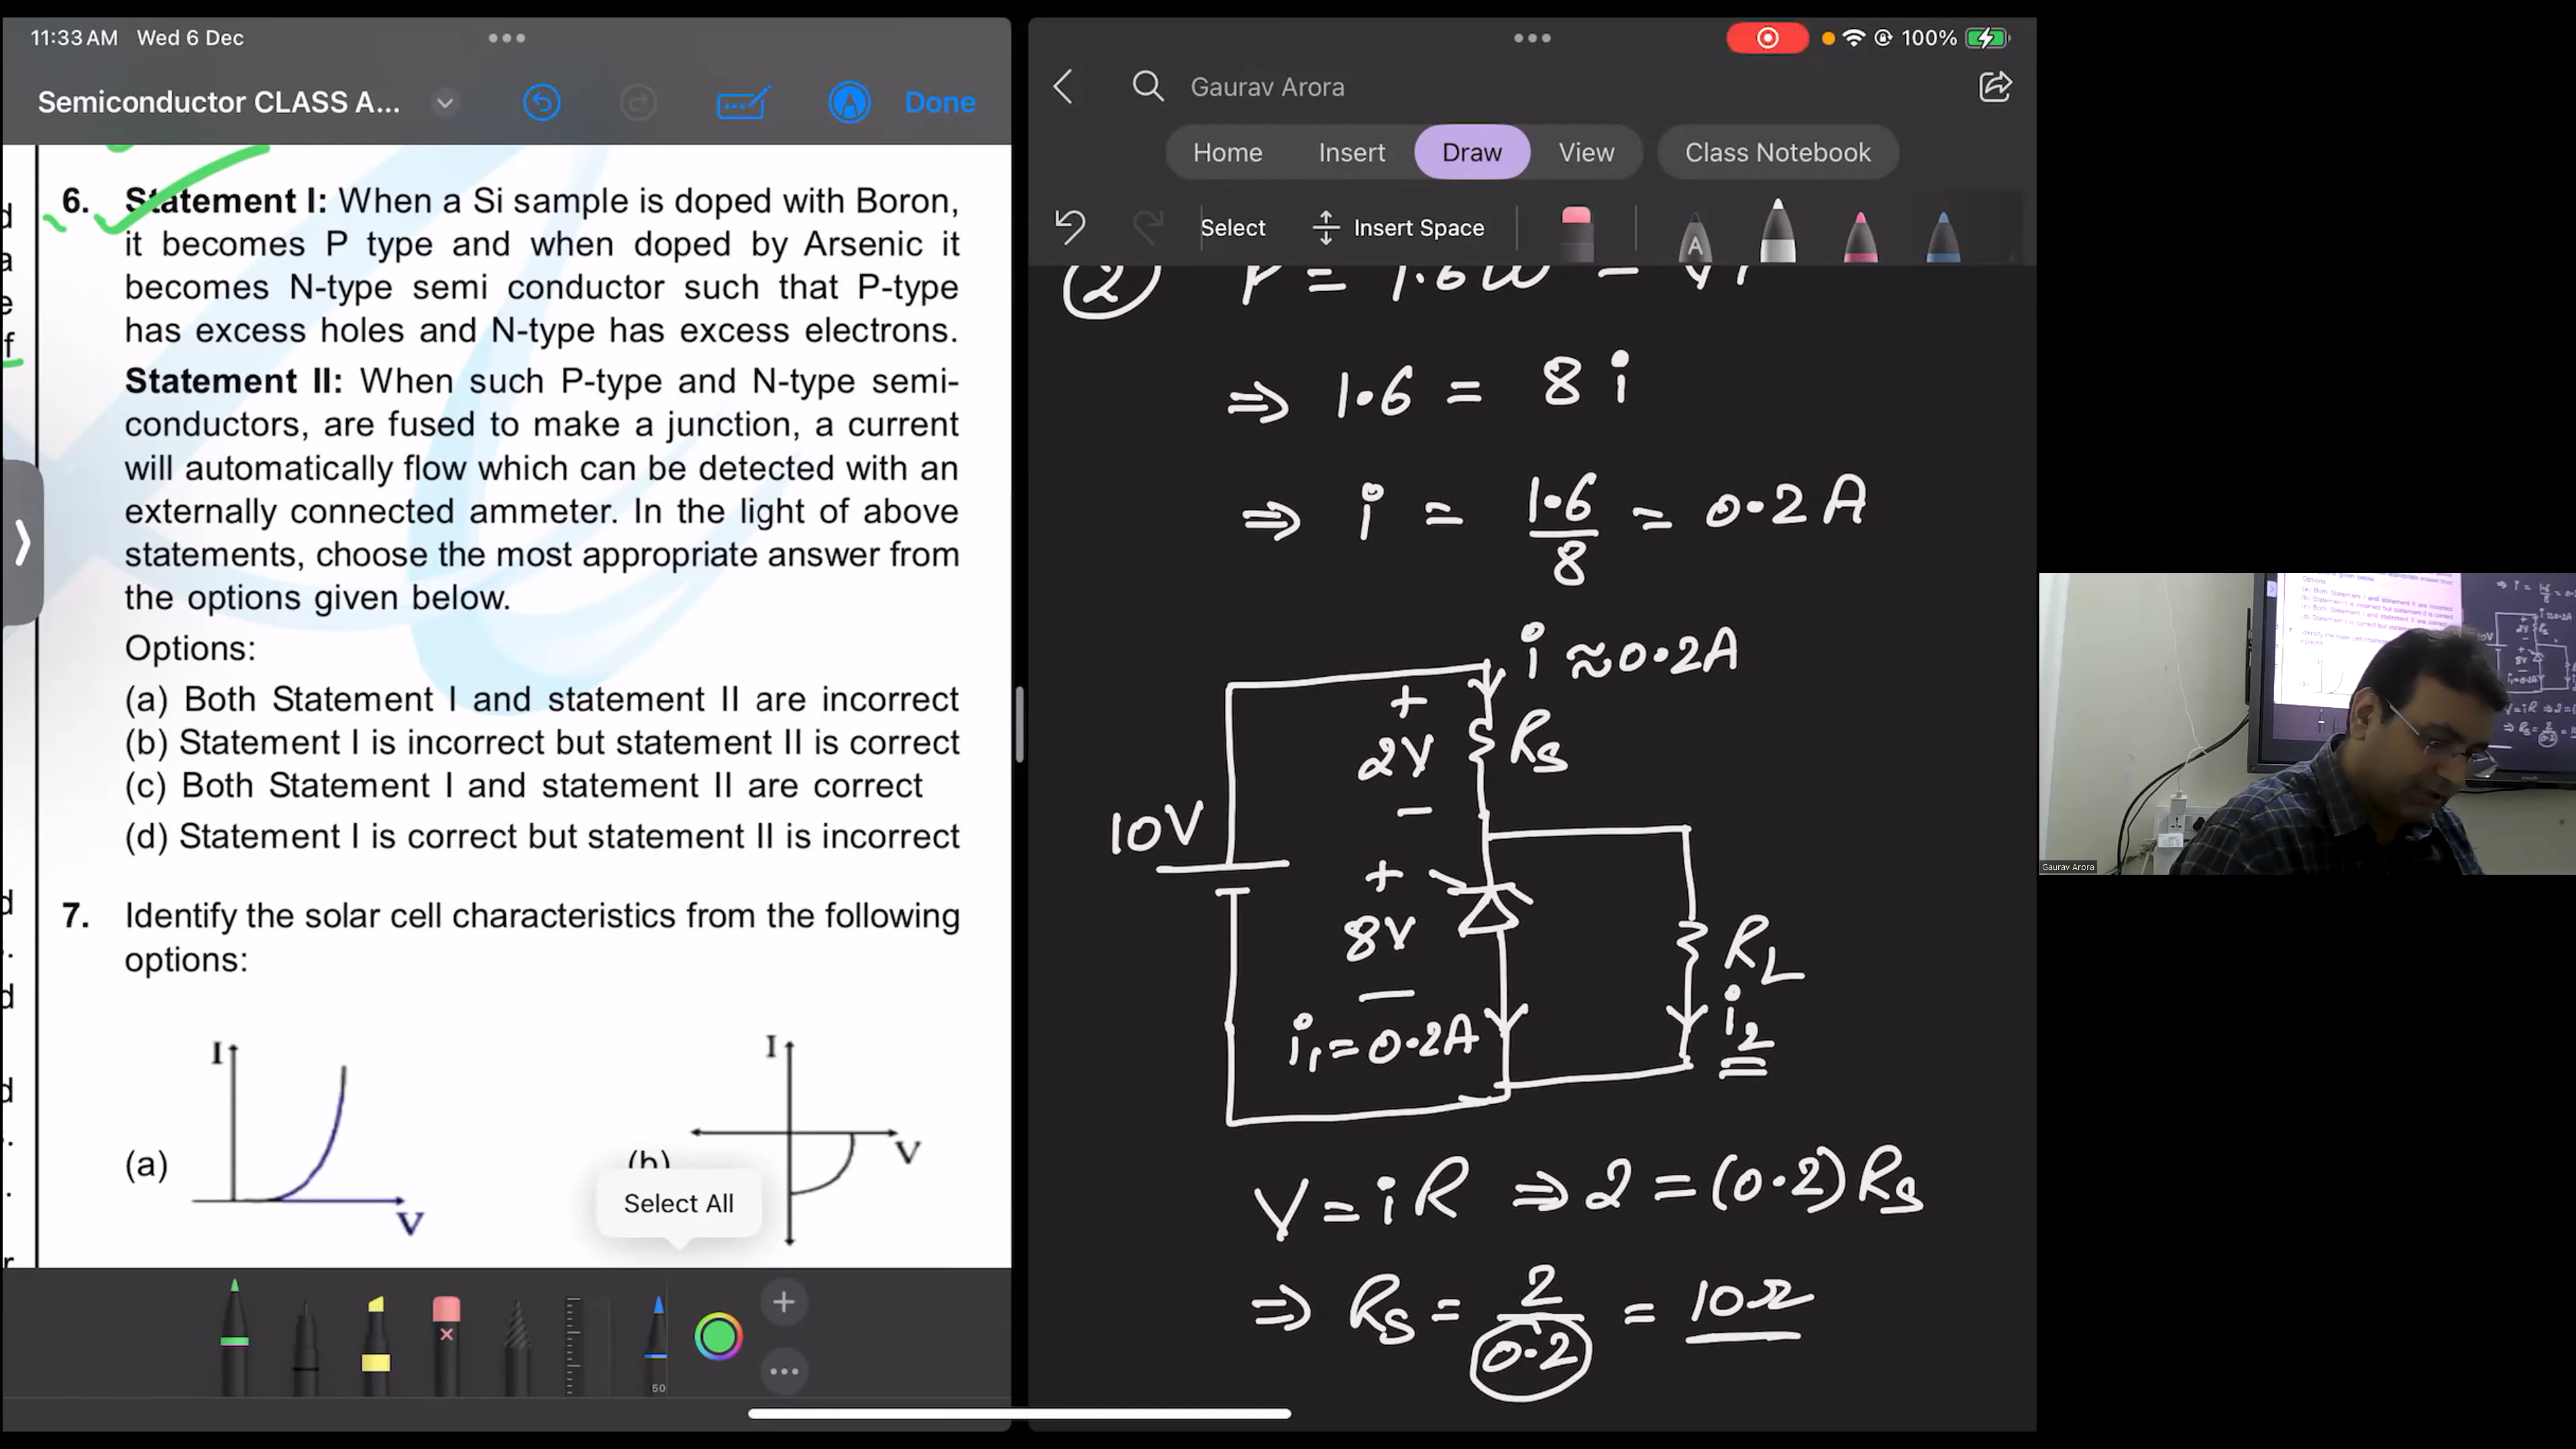 11:33 AM Wed 6 Dec
Semiconductor CLASS A...
Done
6. Statement I: When a Si sample is doped with Boron,
it becomes P type and when doped by Arsenic it
becomes N-type semi conductor such that P-type
has excess holes and N-type has excess electrons.
Statement II: When such P-type and N-type semi-
conductors, are fused to make a junction, a current
will automatically flow which can be detected with an
externally connected ammeter. In the light of above
statements, choose the most appropriate answer from
the options given below.
Options:
(a) Both Statement I and statement II are incorrect
(b) Statement I is incorrect but statement II is correct
(c) Both Statement I and statement II are correct
(d) Statement I is correct but statement II is incorrect
7. Identify the solar cell characteristics from the following
options:
I
I
V
(a)
(b)
V
Select All
50
100%
Gaurav Arora
Home Insert Draw View Class Notebook
Select Insert Space
A
⇒ 1.6 = 8 i
⇒ i = 1.6/8 = 0.2 A
i ≈ 0.2A
+
2V
−
Rs
10V
+
8V
−
RL
i1 = 0.2A
i2
V = i R ⇒ 2 = (0.2) Rs
⇒ Rs = 2/0.2 = 10Ω
Gaurav Arora